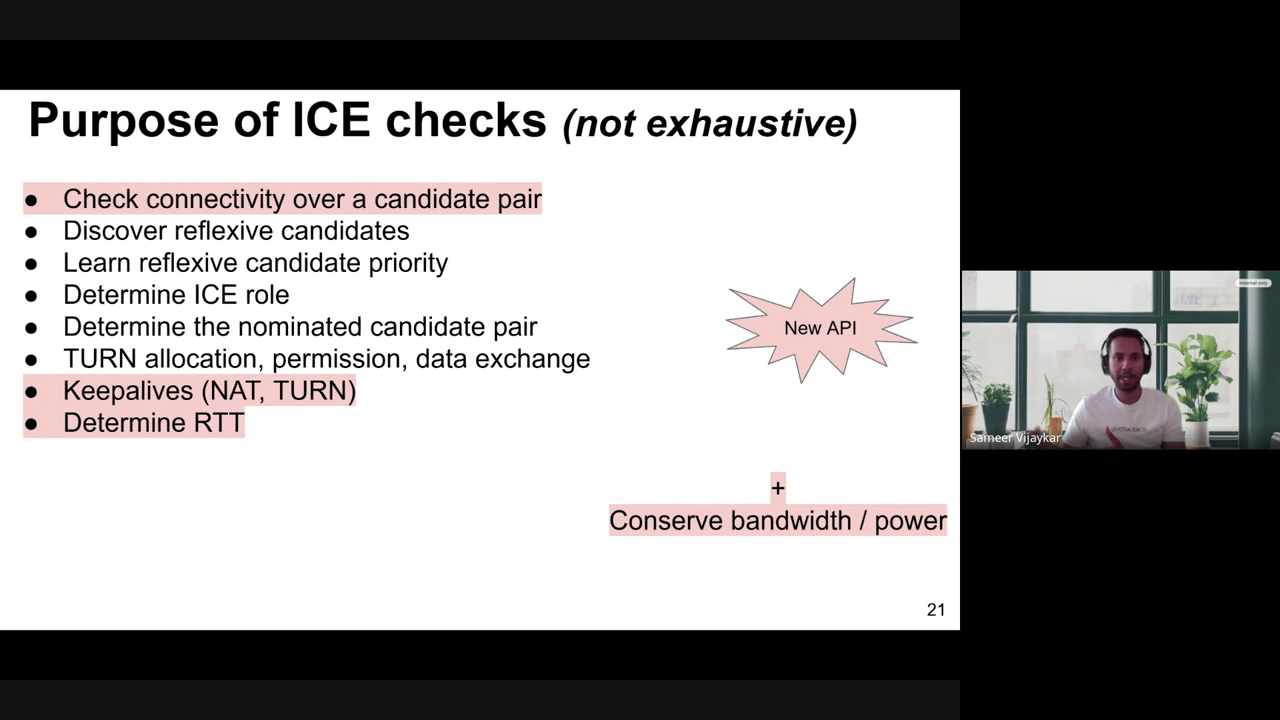 Purpose of ICE checks (not exhaustive)
● Check connectivity over a candidate pair
● Discover reflexive candidates
● Learn reflexive candidate priority
● Determine ICE role
● Determine the nominated candidate pair
● TURN allocation, permission, data exchange
● Keepalives (NAT, TURN)
● Determine RTT
New API
+
Conserve bandwidth / power
21
Internal only
Sameer Vijaykar